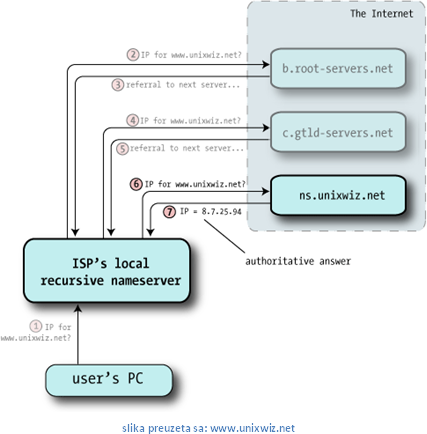 The Internet
2 IP for www.unixwiz.net?
b.root-servers.net
3 referral to next server...
4 IP for www.unixwiz.net?
c.gtld-servers.net
5 referral to next server...
6 IP for www.unixwiz.net?
ns.unixwiz.net
7 IP = 8.7.25.94
authoritative answer
ISP's local
recursive nameserver
1 IP for
www.unixwiz.net?
user's PC
slika preuzeta sa: www.unixwiz.net